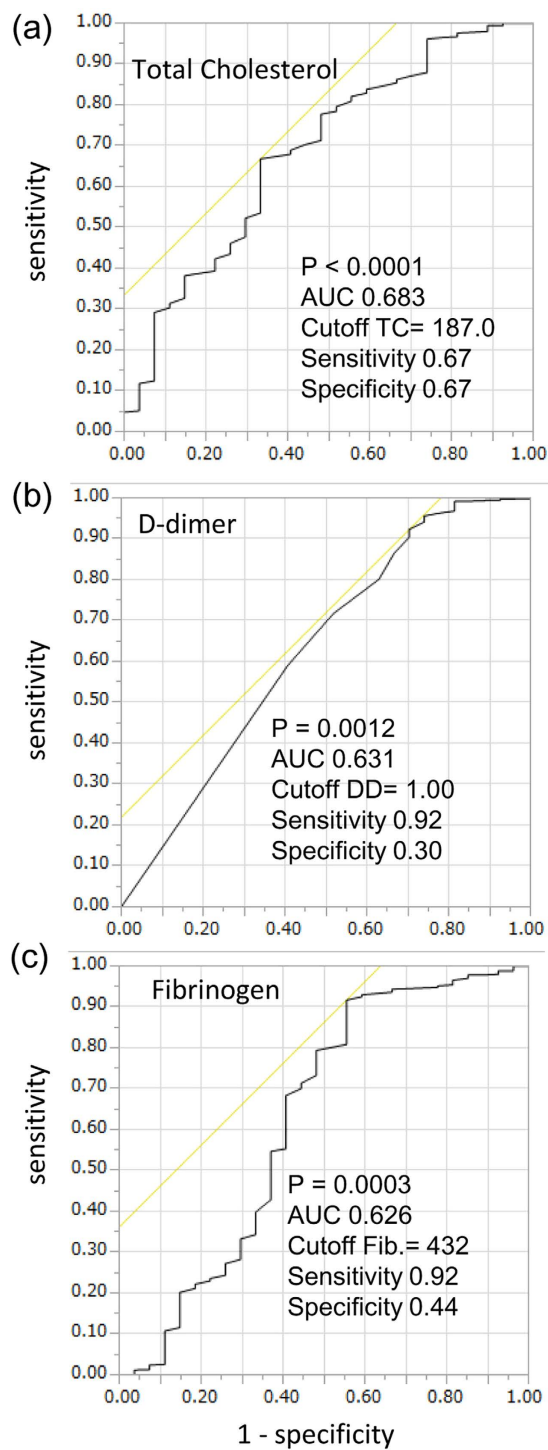 (a)
1.00
0.90
0.80
0.70
0.60
0.50
0.40
0.30
0.20
0.10
0.00
sensitivity
Total Cholesterol
P < 0.0001
AUC 0.683
Cutoff TC= 187.0
Sensitivity 0.67
Specificity 0.67
0.00 0.20 0.40 0.60 0.80 1.00
(b)
1.00
0.90
0.80
0.70
0.60
0.50
0.40
0.30
0.20
0.10
0.00
sensitivity
D-dimer
P = 0.0012
AUC 0.631
Cutoff DD= 1.00
Sensitivity 0.92
Specificity 0.30
0.00 0.20 0.40 0.60 0.80 1.00
(c)
1.00
0.90
0.80
0.70
0.60
0.50
0.40
0.30
0.20
0.10
0.00
sensitivity
Fibrinogen
P = 0.0003
AUC 0.626
Cutoff Fib.= 432
Sensitivity 0.92
Specificity 0.44
0.00 0.20 0.40 0.60 0.80 1.00
1 - specificity